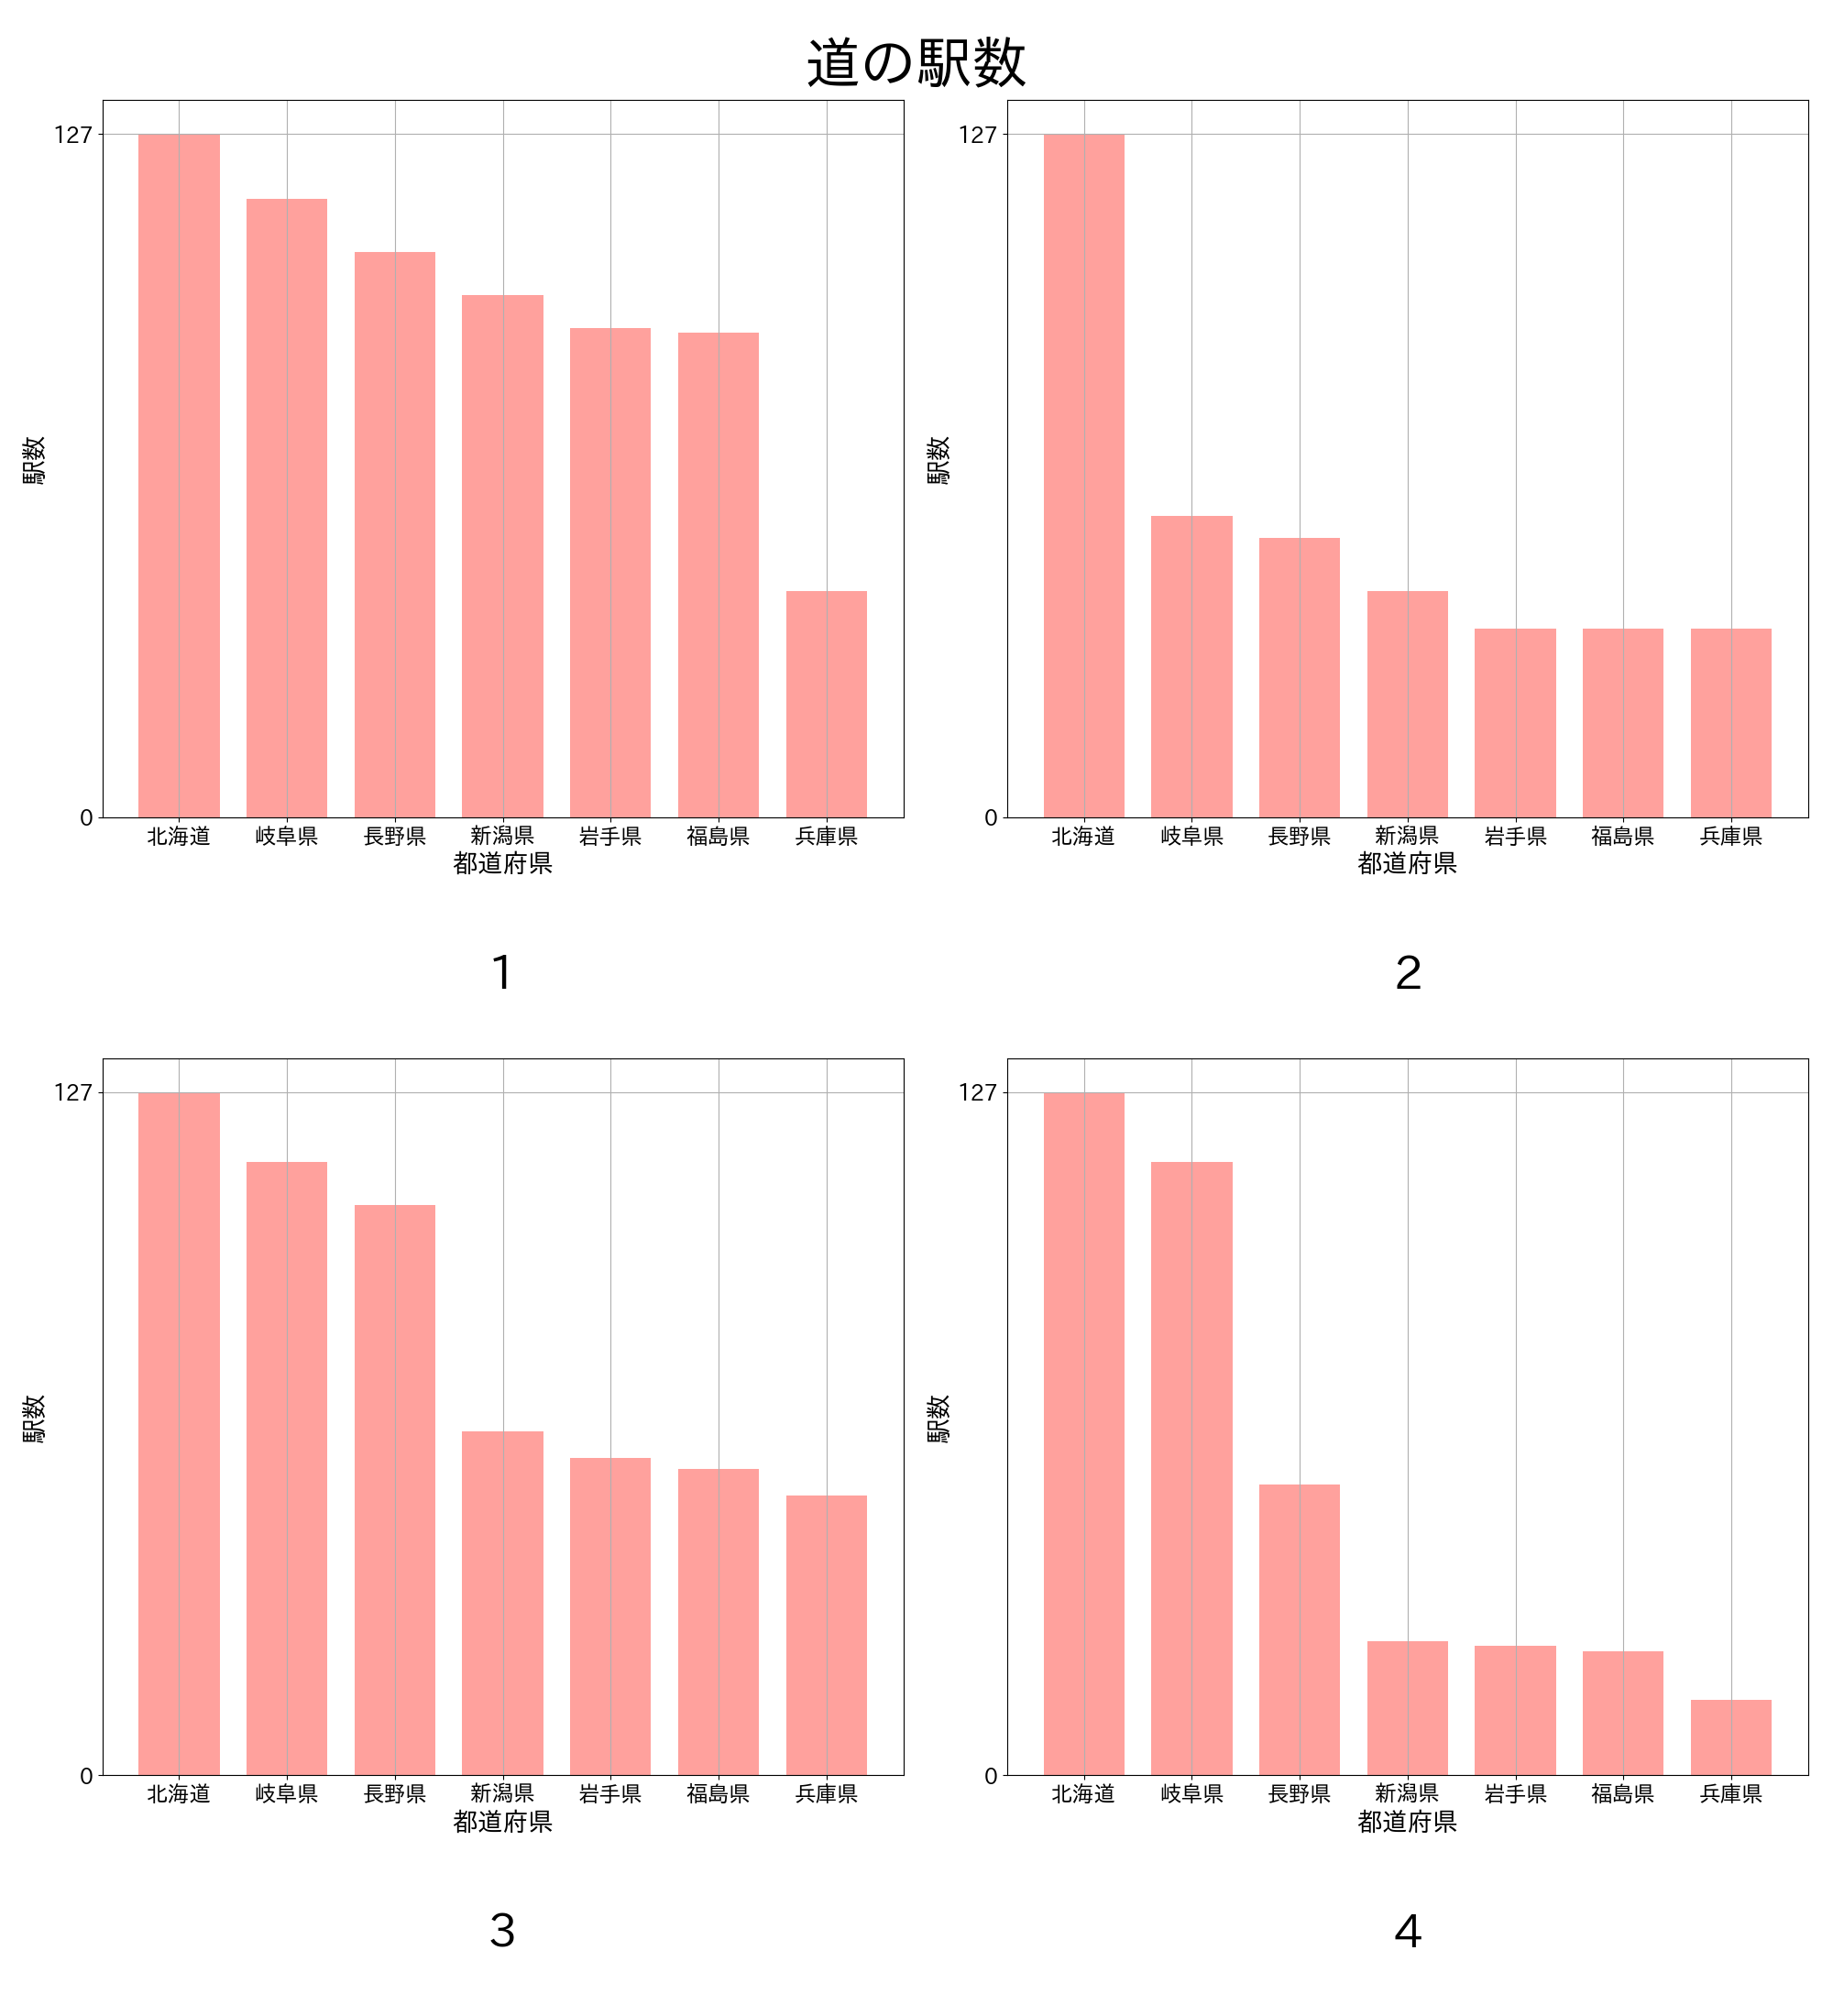 道の駅数
127
0
駅数
北海道 岐阜県 長野県 新潟県 岩手県 福島県 兵庫県
都道府県
1
127
0
駅数
北海道 岐阜県 長野県 新潟県 岩手県 福島県 兵庫県
都道府県
2
127
0
駅数
北海道 岐阜県 長野県 新潟県 岩手県 福島県 兵庫県
都道府県
3
127
0
駅数
北海道 岐阜県 長野県 新潟県 岩手県 福島県 兵庫県
都道府県
4